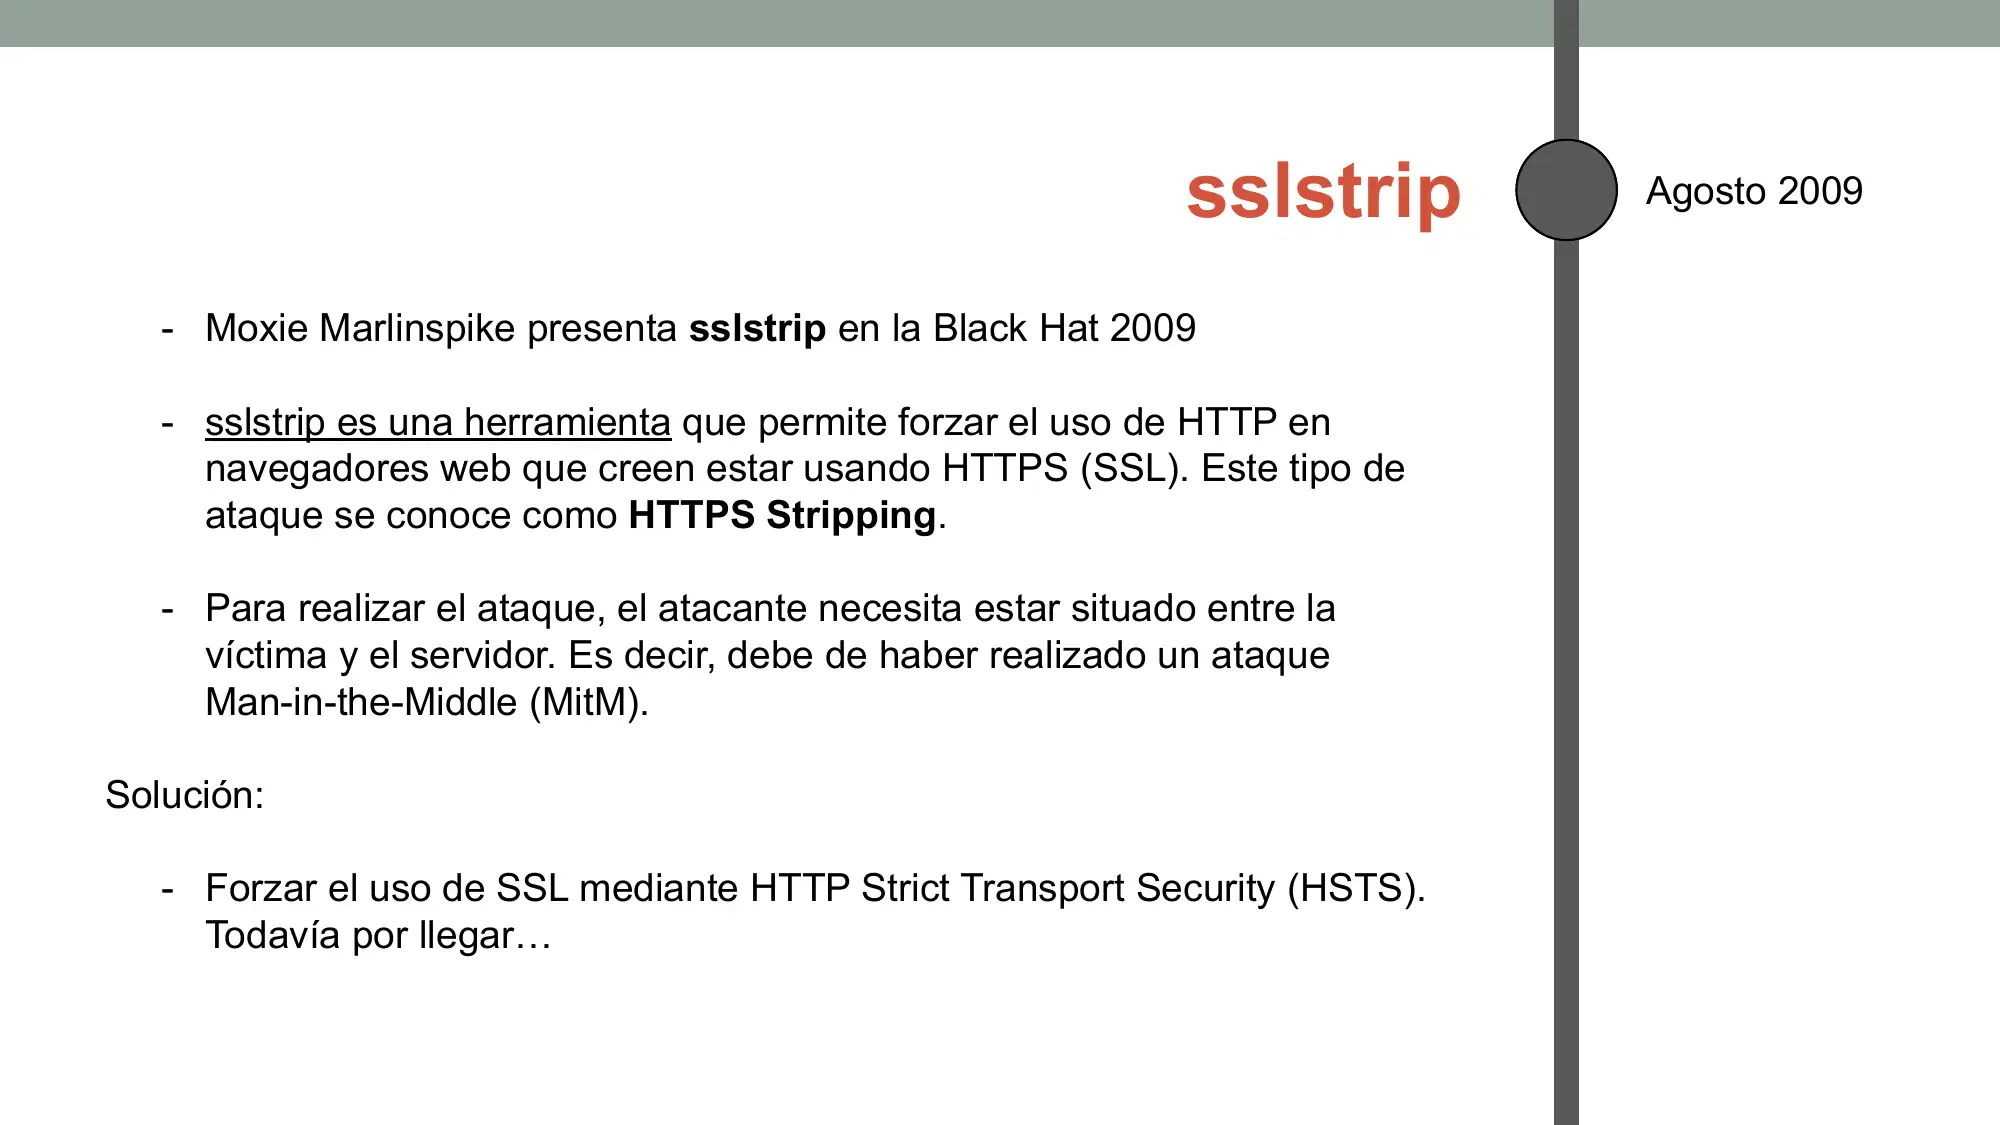 sslstrip
Agosto 2009
- Moxie Marlinspike presenta sslstrip en la Black Hat 2009
- sslstrip es una herramienta que permite forzar el uso de HTTP en
navegadores web que creen estar usando HTTPS (SSL). Este tipo de
ataque se conoce como HTTPS Stripping.
- Para realizar el ataque, el atacante necesita estar situado entre la
víctima y el servidor. Es decir, debe de haber realizado un ataque
Man-in-the-Middle (MitM).
Solución:
- Forzar el uso de SSL mediante HTTP Strict Transport Security (HSTS).
Todavía por llegar…